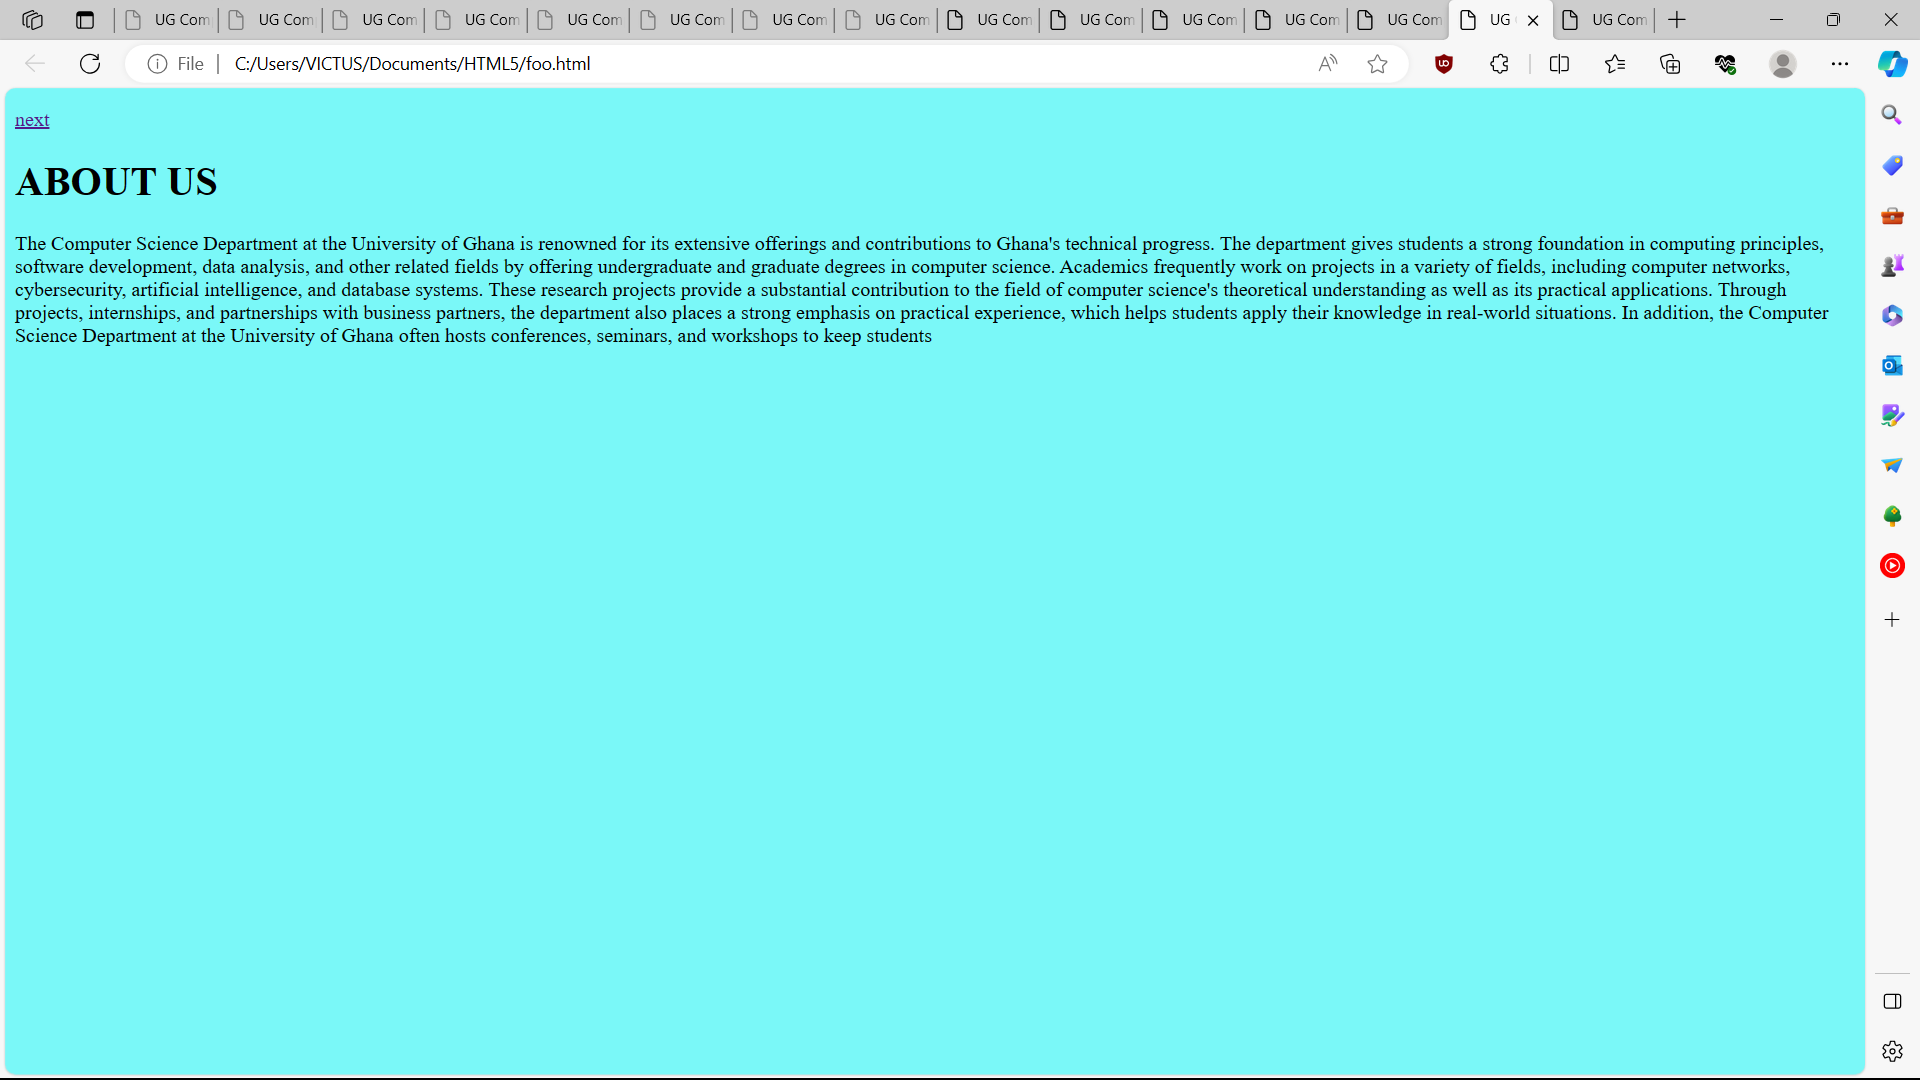 UG Com UG Com UG Com UG Com UG Com UG Com UG Com UG Com UG Com UG Com UG Com UG Com UG Com UG UG Com
File C:/Users/VICTUS/Documents/HTML5/foo.html
next
ABOUT US
The Computer Science Department at the University of Ghana is renowned for its extensive offerings and contributions to Ghana's technical progress. The department gives students a strong foundation in computing principles,
software development, data analysis, and other related fields by offering undergraduate and graduate degrees in computer science. Academics frequently work on projects in a variety of fields, including computer networks,
cybersecurity, artificial intelligence, and database systems. These research projects provide a substantial contribution to the field of computer science's theoretical understanding as well as its practical applications. Through
projects, internships, and partnerships with business partners, the department also places a strong emphasis on practical experience, which helps students apply their knowledge in real-world situations. In addition, the Computer
Science Department at the University of Ghana often hosts conferences, seminars, and workshops to keep students